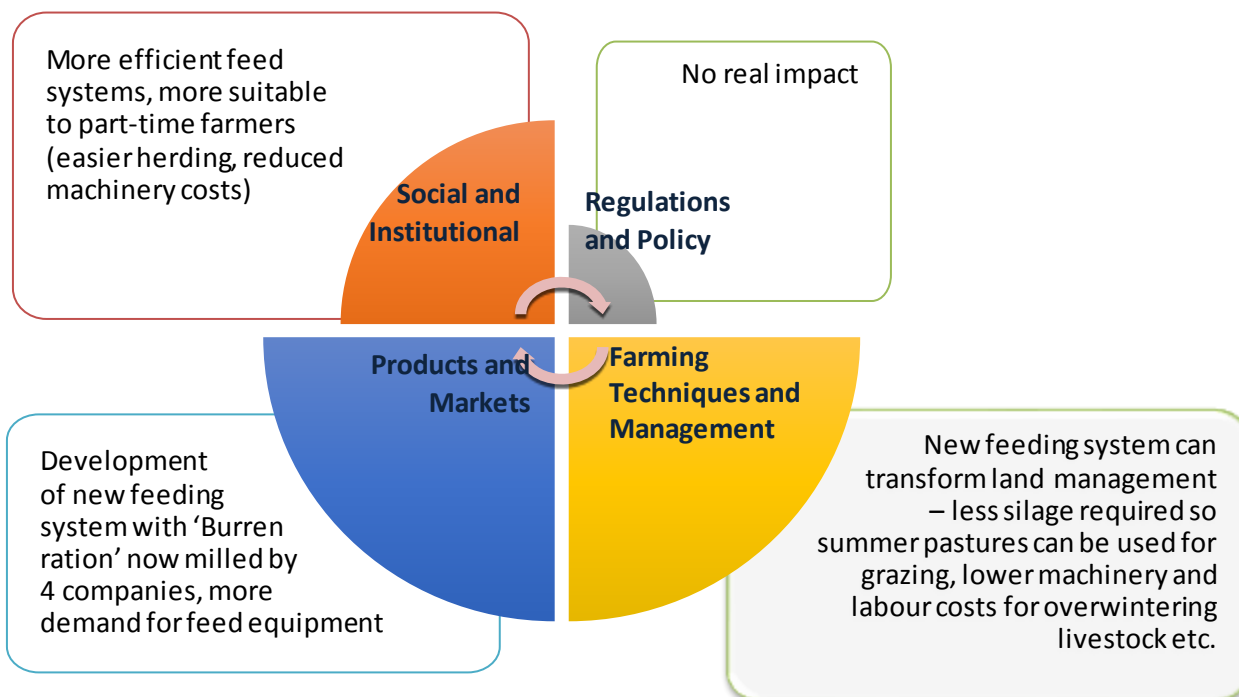 More efficient feed
systems, more suitable
to part-time farmers
(easier herding, reduced
machinery costs)
No real impact
Social and
Institutional
Regulations
and Policy
Products and
Markets
Farming
Techniques and
Management
Development
of new feeding
system with ‘Burren
ration’ now milled by
4 companies, more
demand for feed equipment
New feeding system can
transform land management
– less silage required so
summer pastures can be used for
grazing, lower machinery and
labour costs for overwintering
livestock etc.